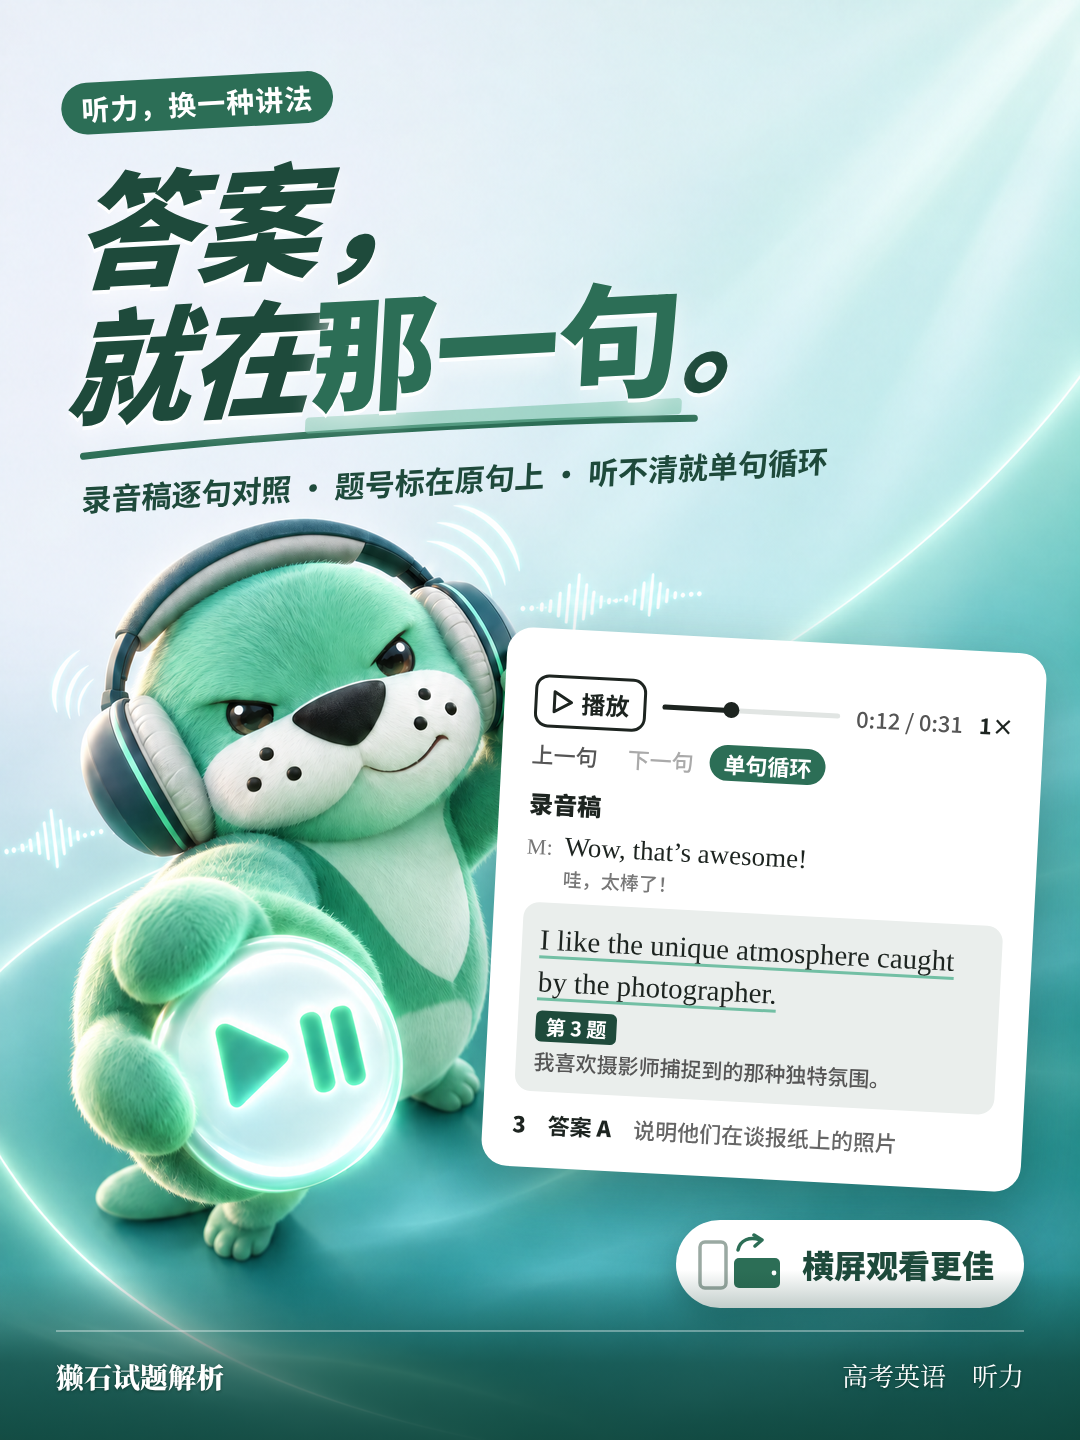 听力，换一种讲法
答案，
就在那一句。
录音稿逐句对照 · 题号标在原句上 · 听不清就单句循环
播放 0:12 / 0:31 1×
上一句 下一句 单句循环
录音稿
M: Wow, that’s awesome!
哇，太棒了！
I like the unique atmosphere caught
by the photographer.
第 3 题
我喜欢摄影师捕捉到的那种独特氛围。
3 答案 A 说明他们在谈报纸上的照片
横屏观看更佳
獭石试题解析
高考英语 听力